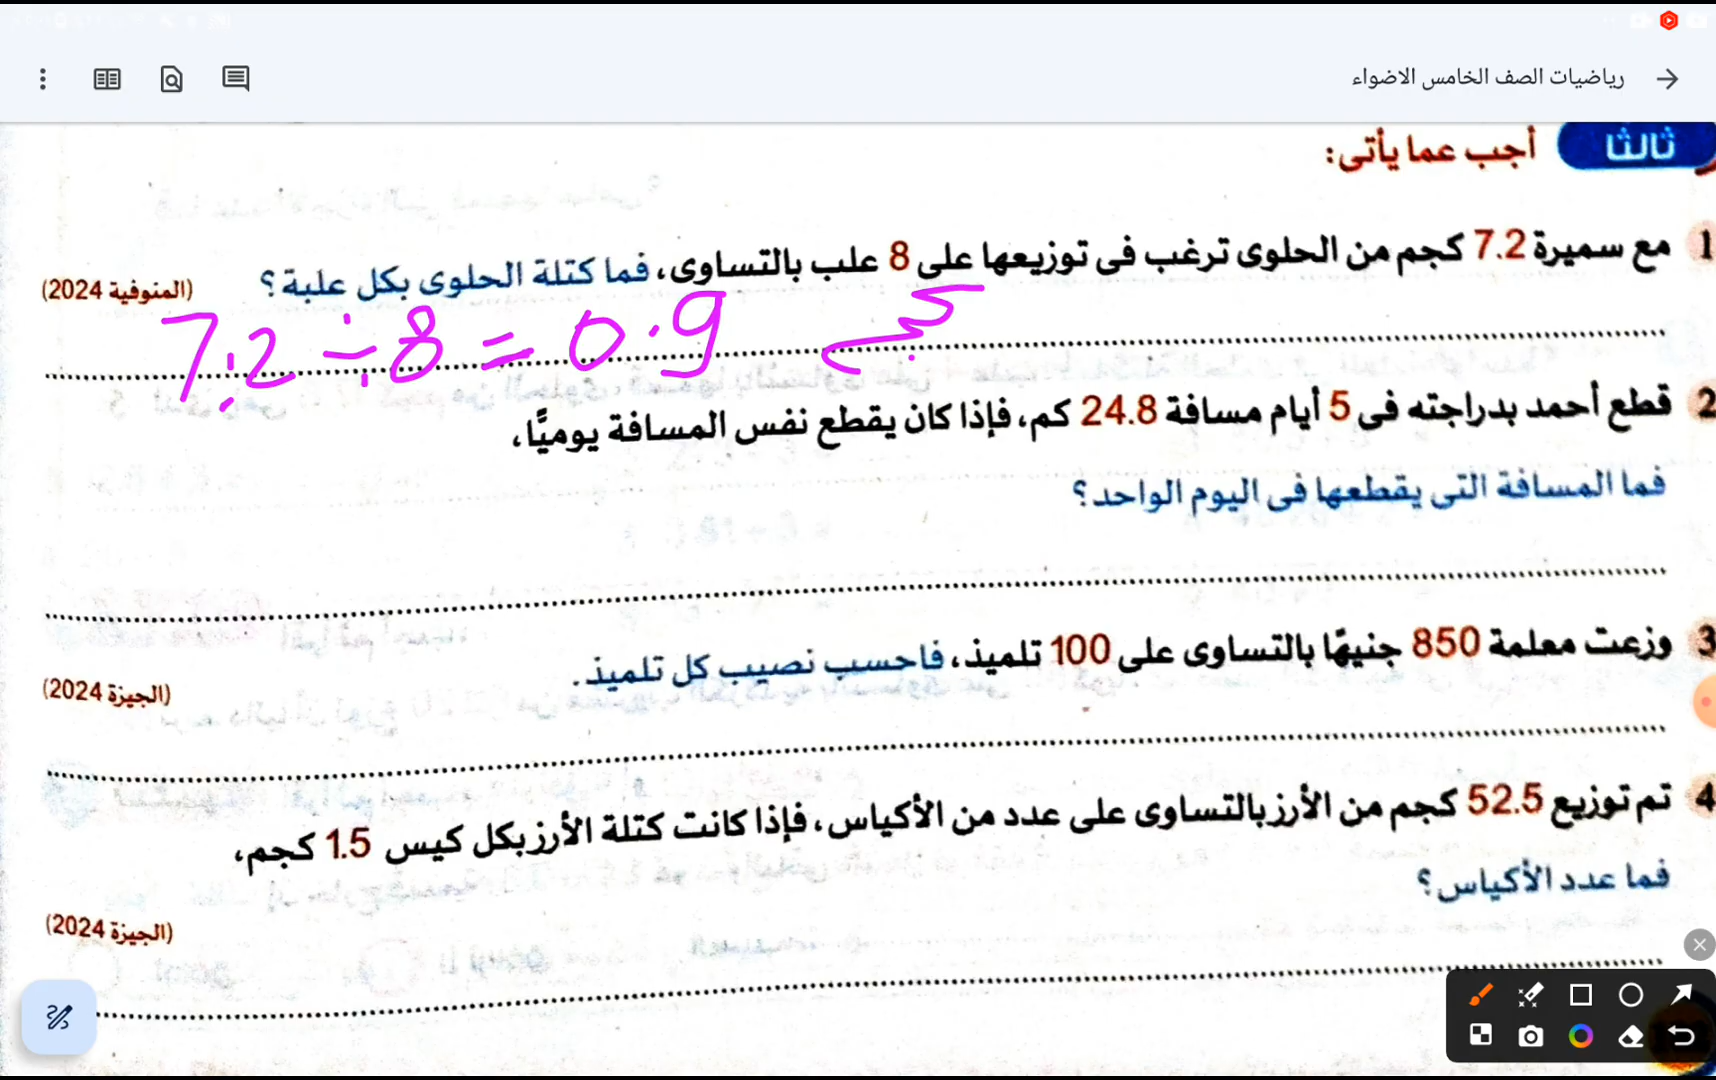 رياضيات الصف الخامس الاضواء
ثالثا أجب عما يأتى:
1 مع سميرة 7.2 كجم من الحلوى ترغب فى توزيعها على 8 علب بالتساوى، فما كتلة الحلوى بكل علبة؟ (المنوفية 2024)
7.2 ÷ 8 = 0.9
2 قطع أحمد بدراجته فى 5 أيام مسافة 24.8 كم، فإذا كان يقطع نفس المسافة يوميًّا،
فما المسافة التى يقطعها فى اليوم الواحد؟
3 وزعت معلمة 850 جنيهًا بالتساوى على 100 تلميذ، فاحسب نصيب كل تلميذ. (الجيزة 2024)
4 تم توزيع 52.5 كجم من الأرز بالتساوى على عدد من الأكياس، فإذا كانت كتلة الأرز بكل كيس 1.5 كجم،
فما عدد الأكياس؟ (الجيزة 2024)